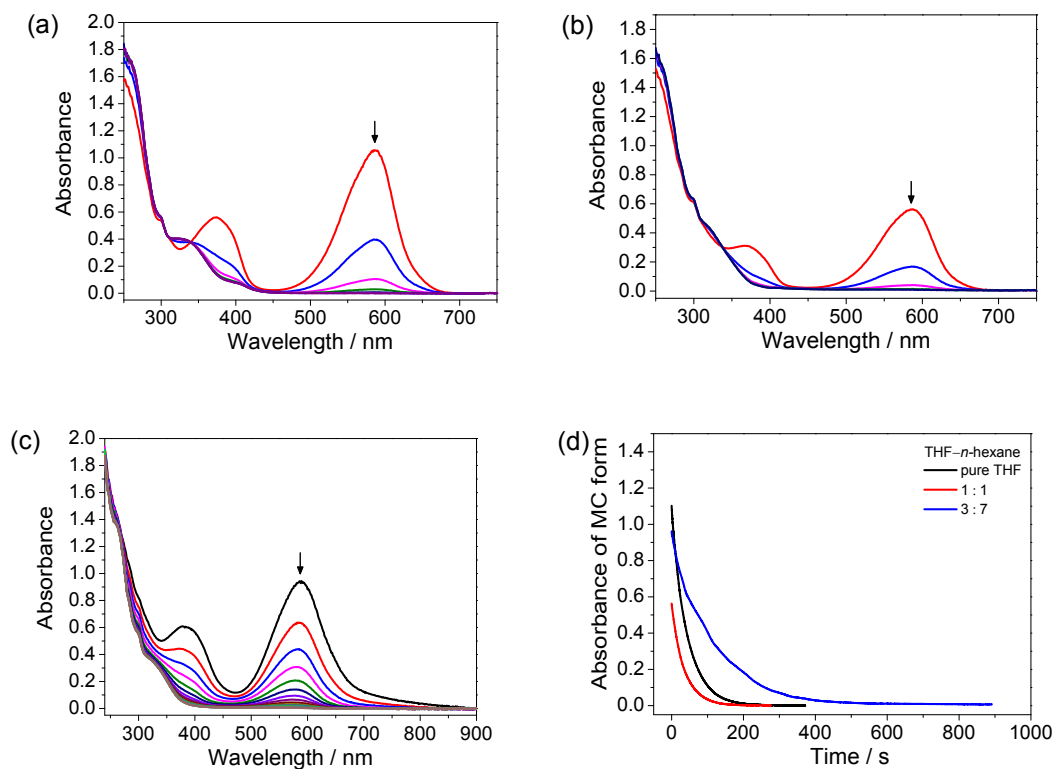 (a)
2.0
1.8
1.6
1.4
1.2
1.0
0.8
0.6
0.4
0.2
0.0
Absorbance
300 400 500 600 700
Wavelength / nm
(b)
1.8
1.6
1.4
1.2
1.0
0.8
0.6
0.4
0.2
0.0
Absorbance
300 400 500 600 700
Wavelength / nm
(c)
2.0
1.8
1.6
1.4
1.2
1.0
0.8
0.6
0.4
0.2
0.0
Absorbance
300 400 500 600 700 800 900
Wavelength / nm
(d)
1.4
1.2
1.0
0.8
0.6
0.4
0.2
0.0
Absorbance of MC form
THF–n-hexane
pure THF
1 : 1
3 : 7
0 200 400 600 800 1000
Time / s